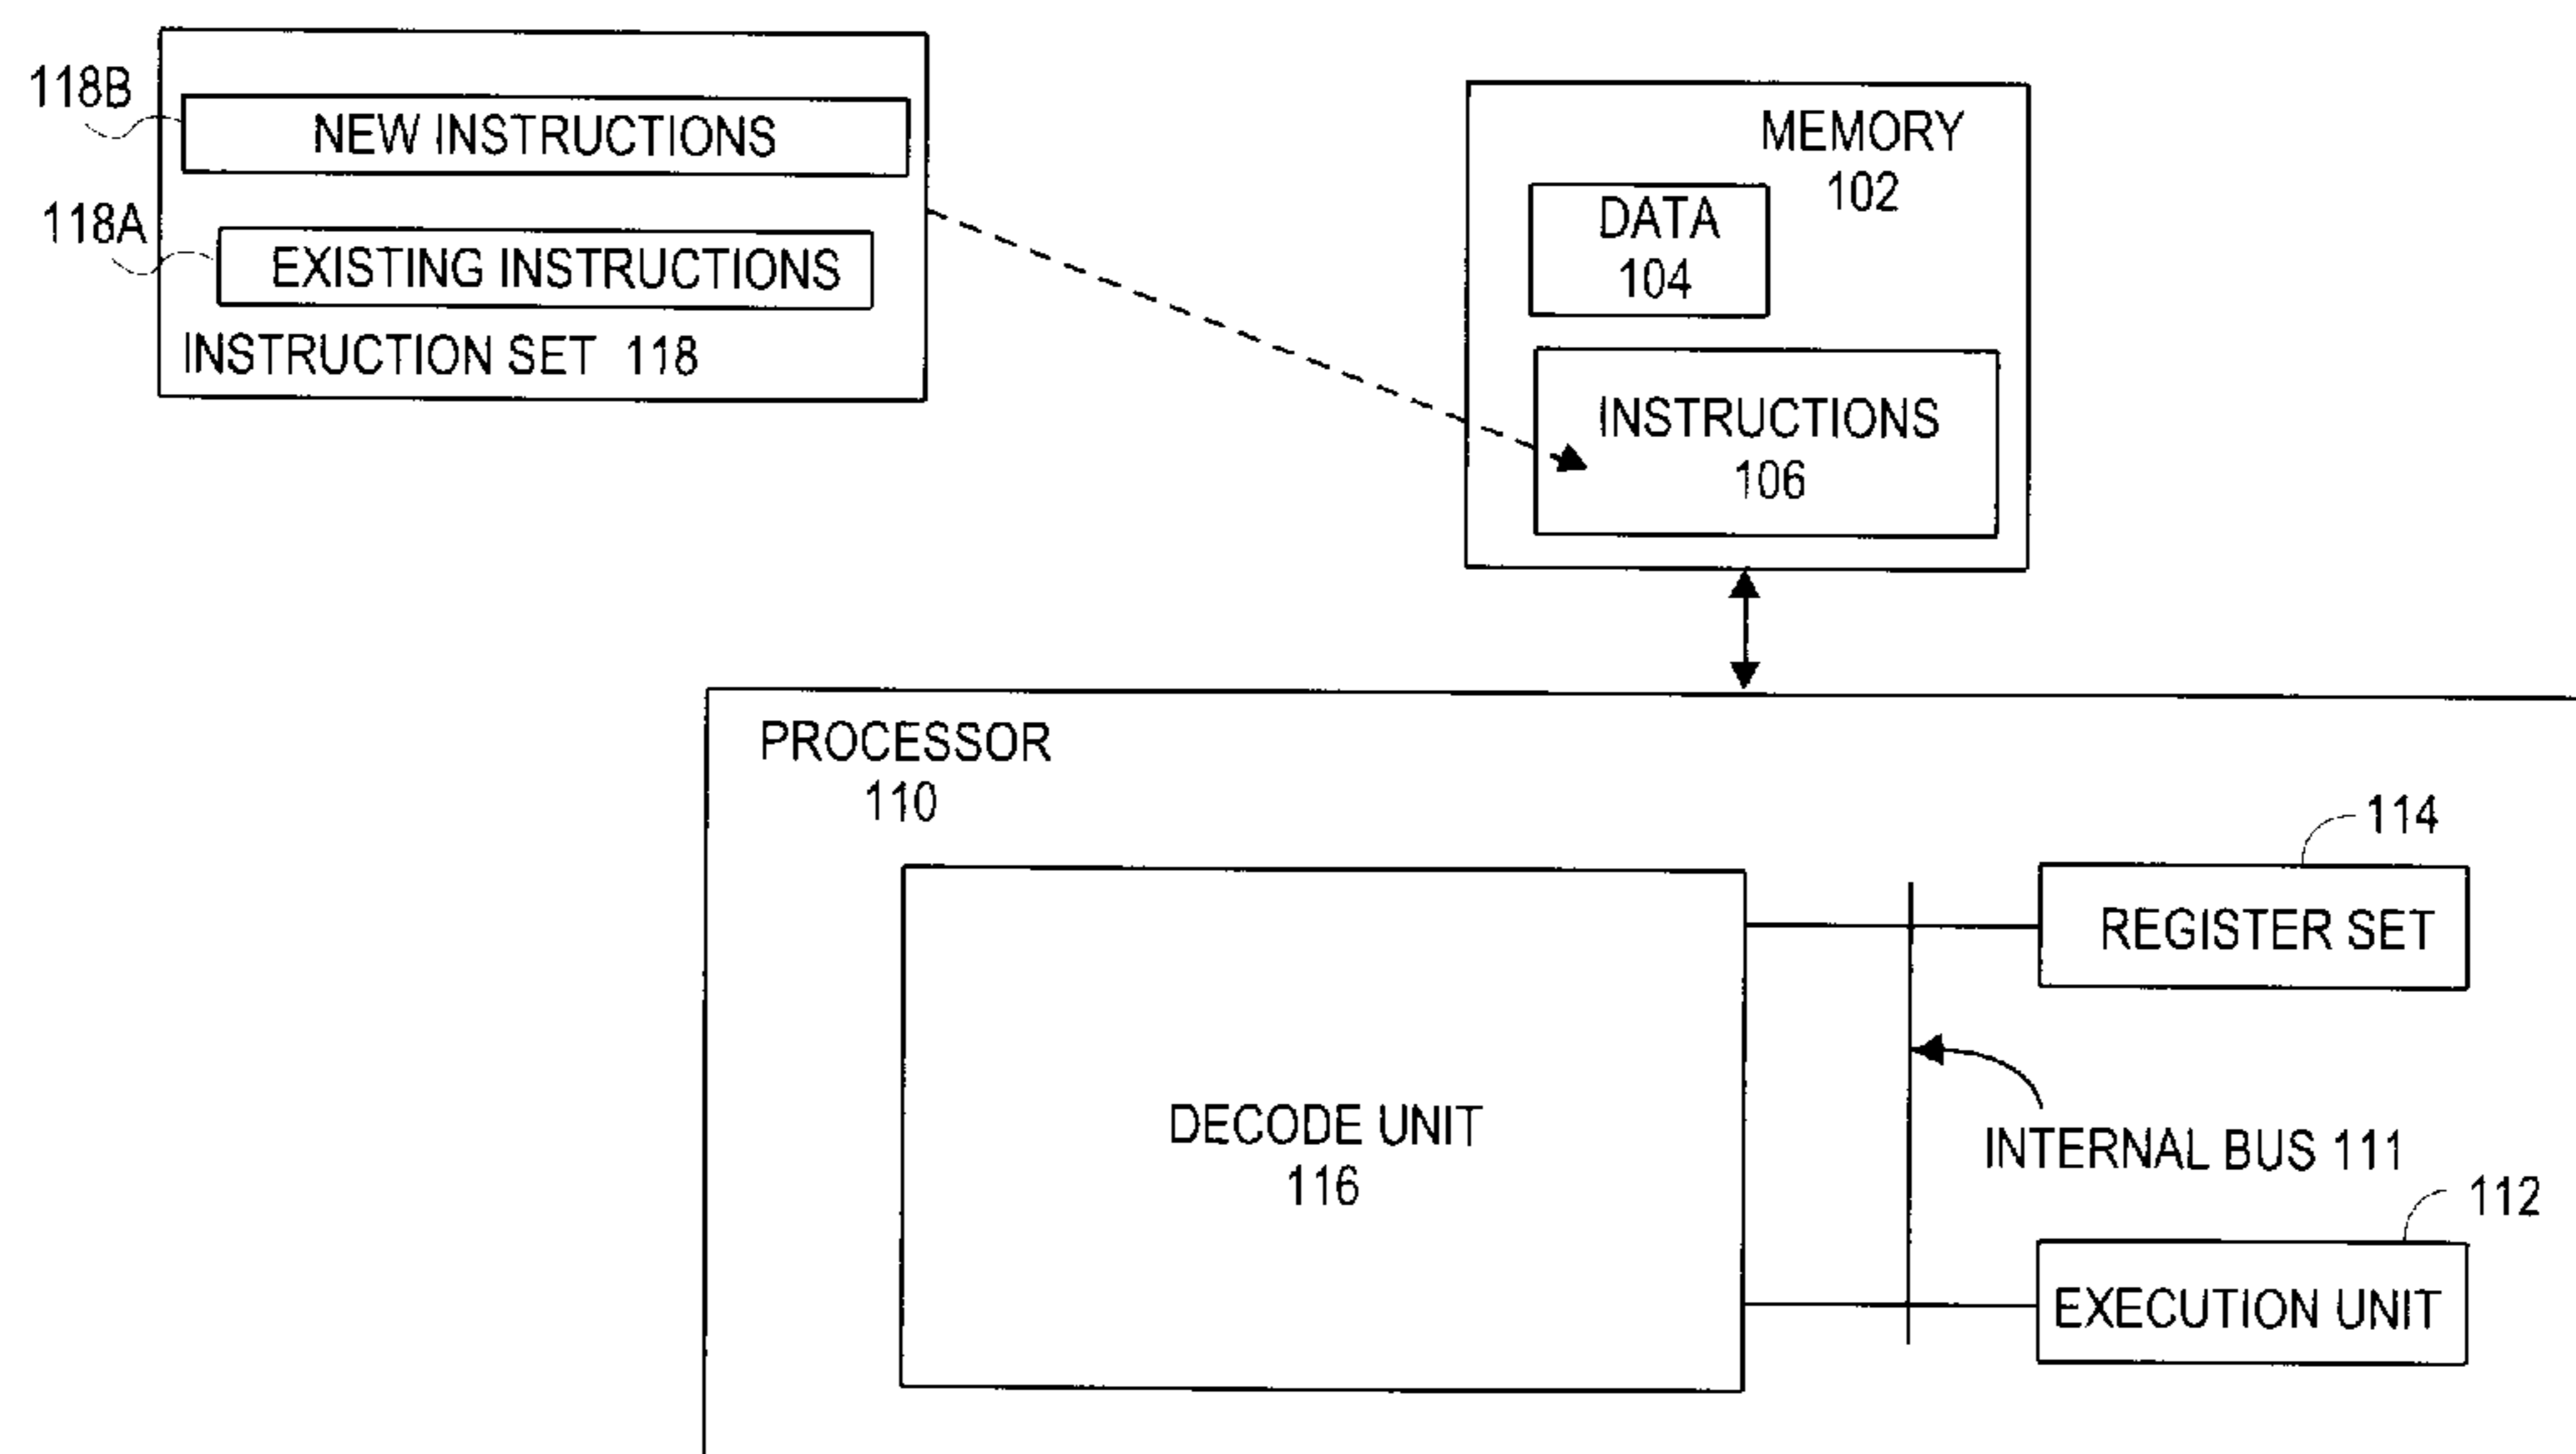 118B
NEW INSTRUCTIONS
118A
EXISTING INSTRUCTIONS
INSTRUCTION SET 118
MEMORY
102
DATA
104
INSTRUCTIONS
106
PROCESSOR
110
114
REGISTER SET
DECODE UNIT
116
INTERNAL BUS 111
112
EXECUTION UNIT